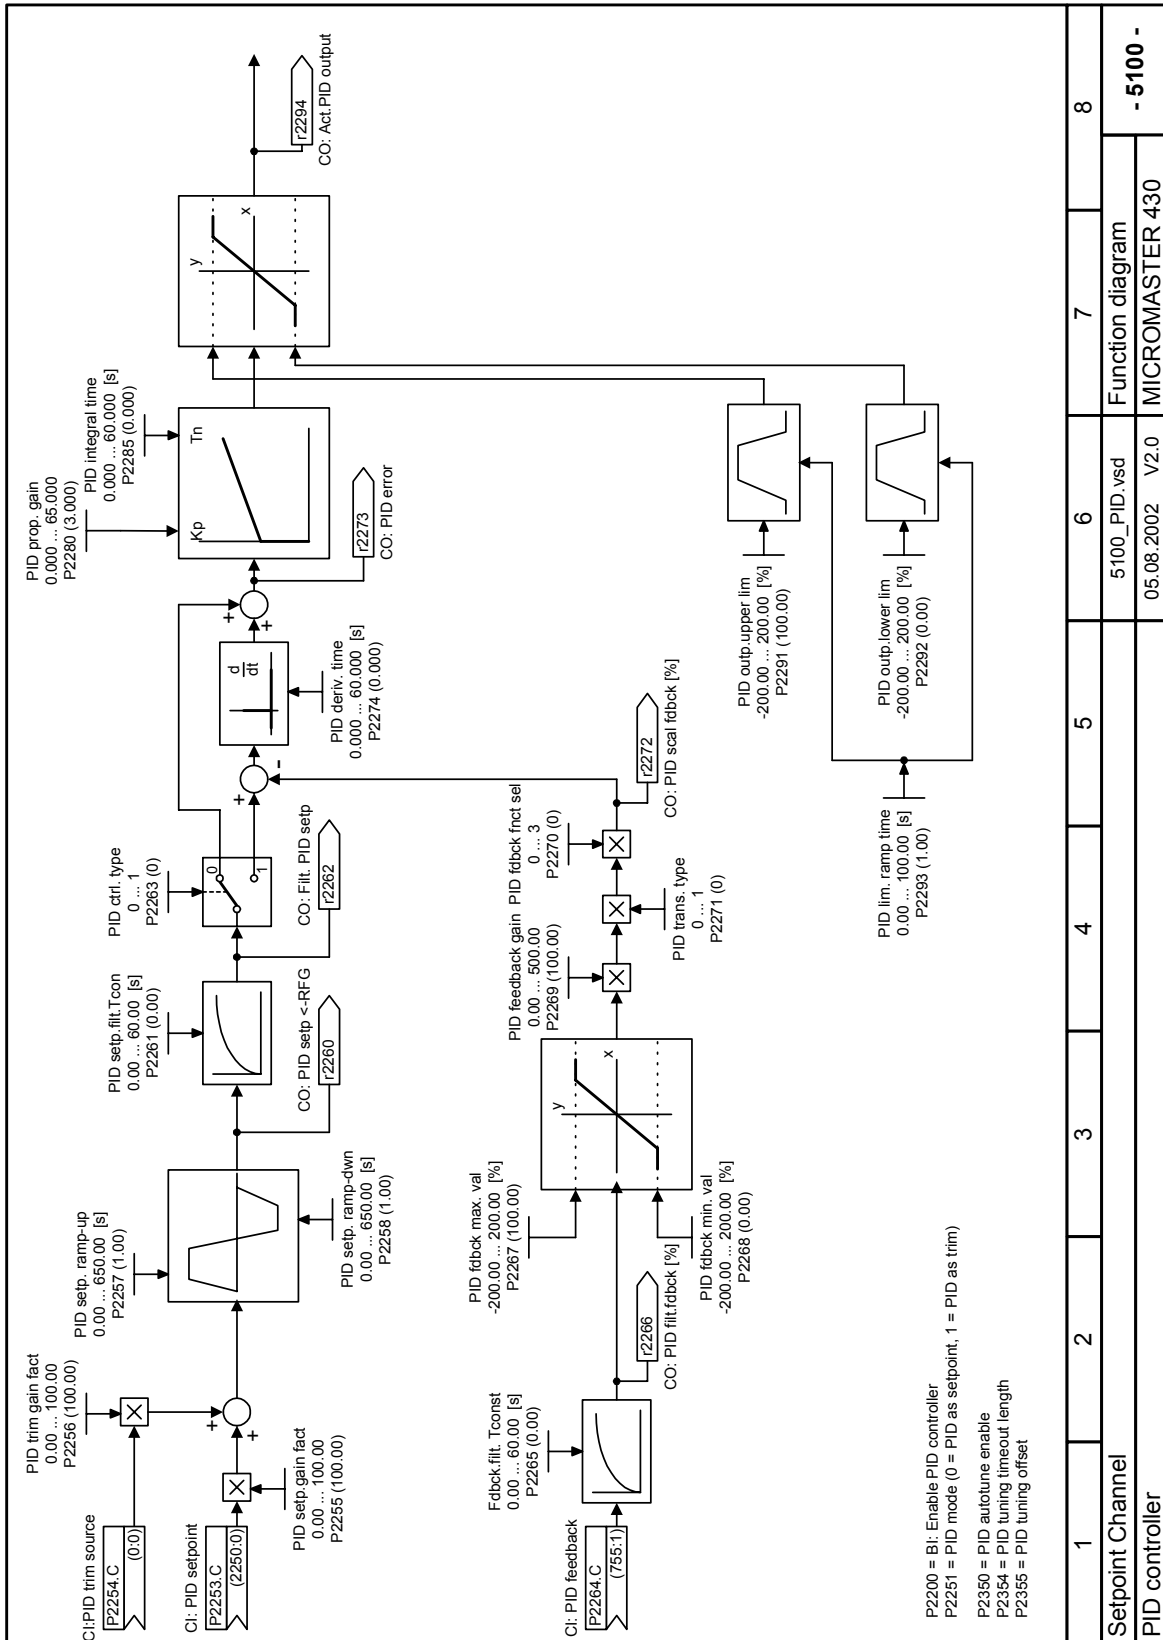 CI:PID trim source
P2254.C
(0:0)
CI: PID setpoint
P2253.C
(2250:0)
PID trim gain fact
0.00 ... 100.00
P2256 (100.00)
PID setp.gain fact
0.00 ... 100.00
P2255 (100.00)
+
+
PID setp. ramp-up
0.00 ... 650.00 [s]
P2257 (1.00)
PID setp. ramp-dwn
0.00 ... 650.00 [s]
P2258 (1.00)
CO: PID setp <-RFG
r2260
PID setp.filt.Tcon
0.00 ... 60.00 [s]
P2261 (0.00)
CO: Filt. PID setp
r2262
PID ctrl. type
0 ... 1
P2263 (0)
0
1
+
-
d
dt
PID deriv. time
0.000 ... 60.000 [s]
P2274 (0.000)
+
+
r2273
CO: PID error
PID prop. gain
0.000 ... 65.000
P2280 (3.000)
PID integral time
0.000 ... 60.000 [s]
P2285 (0.000)
Kp
Tn
y
x
r2294
CO: Act.PID output
CI: PID feedback
P2264.C
(755:1)
Fdbck.filt. Tconst
0.00 ... 60.00 [s]
P2265 (0.00)
r2266
CO: PID filt.fdbck [%]
PID fdbck max. val
-200.00 ... 200.00 [%]
P2267 (100.00)
PID fdbck min. val
-200.00 ... 200.00 [%]
P2268 (0.00)
y
x
PID feedback gain
0.00 ... 500.00
P2269 (100.00)
PID trans. type
0 ... 1
P2271 (0)
PID fdbck fnct sel
0 ... 3
P2270 (0)
r2272
CO: PID scal fdbck [%]
PID outp.upper lim
-200.00 ... 200.00 [%]
P2291 (100.00)
PID outp.lower lim
-200.00 ... 200.00 [%]
P2292 (0.00)
PID lim. ramp time
0.00 ... 100.00 [s]
P2293 (1.00)
P2200 = BI: Enable PID controller
P2251 = PID mode (0 = PID as setpoint, 1 = PID as trim)
P2350 = PID autotune enable
P2354 = PID tuning timeout length
P2355 = PID tuning offset
1 2 3 4 5 6 7 8
Setpoint Channel 5100_PID.vsd Function diagram - 5100 -
PID controller 05.08.2002 V2.0 MICROMASTER 430